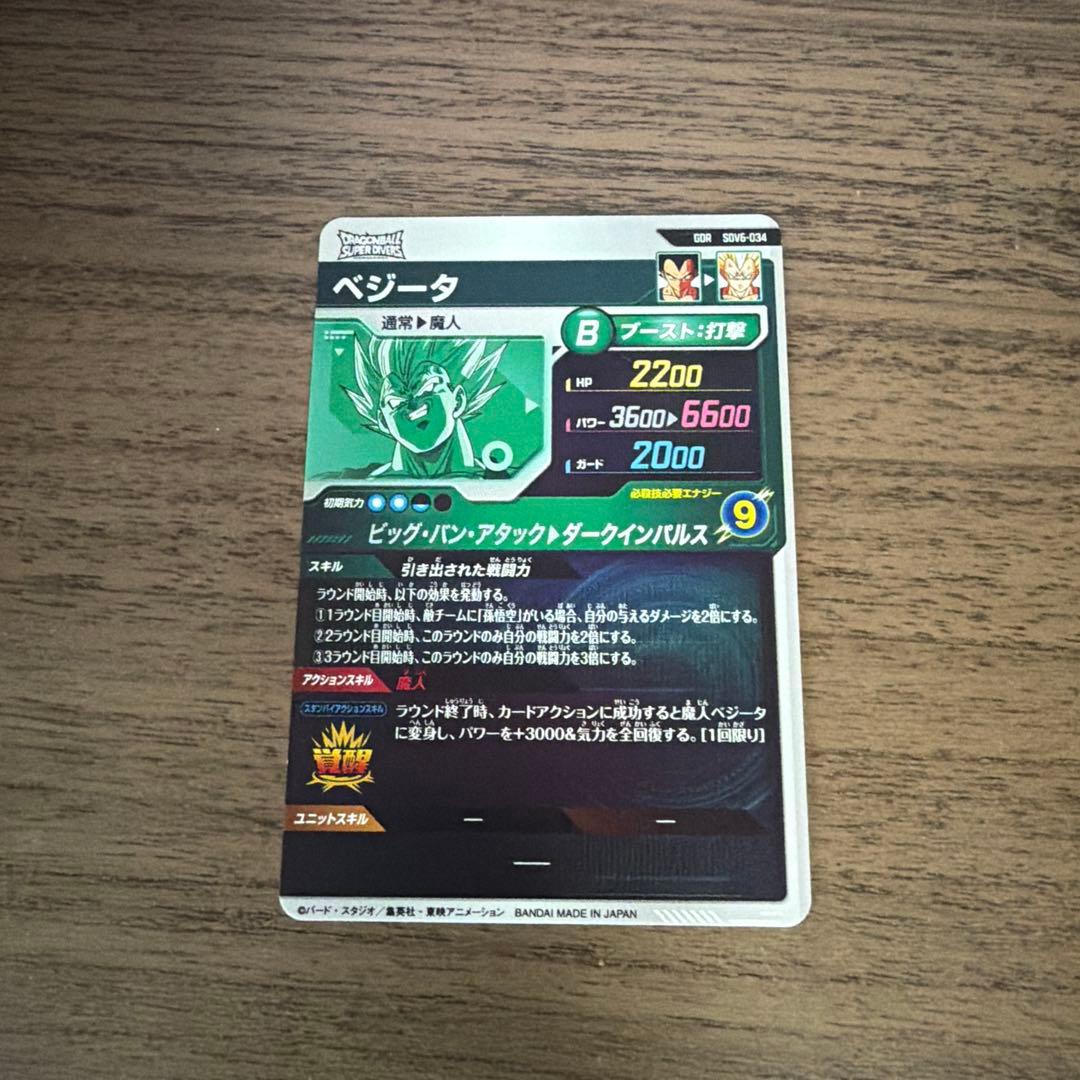 DRAGONBALL
SUPER DIVERS
GDR SDV6-034
ベジータ
通常▶魔人
B ブースト:打撃
HP 2200
パワー 3600▶6600
ガード 2000
初期気力
必殺技必要エナジー
9
ビッグ・バン・アタック▶ダークインパルス
スキル 引き出された戦闘力
ラウンド開始時、以下の効果を発動する。
①1ラウンド目開始時、敵チームに「孫悟空」がいる場合、自分の与えるダメージを2倍にする。
②2ラウンド目開始時、このラウンドのみ自分の戦闘力を2倍にする。
③3ラウンド目開始時、このラウンドのみ自分の戦闘力を3倍にする。
アクションスキル 魔人
スタンバイアクションスキル
覚醒
ラウンド終了時、カードアクションに成功すると魔人ベジータ
に変身し、パワーを+3000&気力を全回復する。[1回限り]
ユニットスキル — —
—
©バード・スタジオ/集英社・東映アニメーション BANDAI MADE IN JAPAN